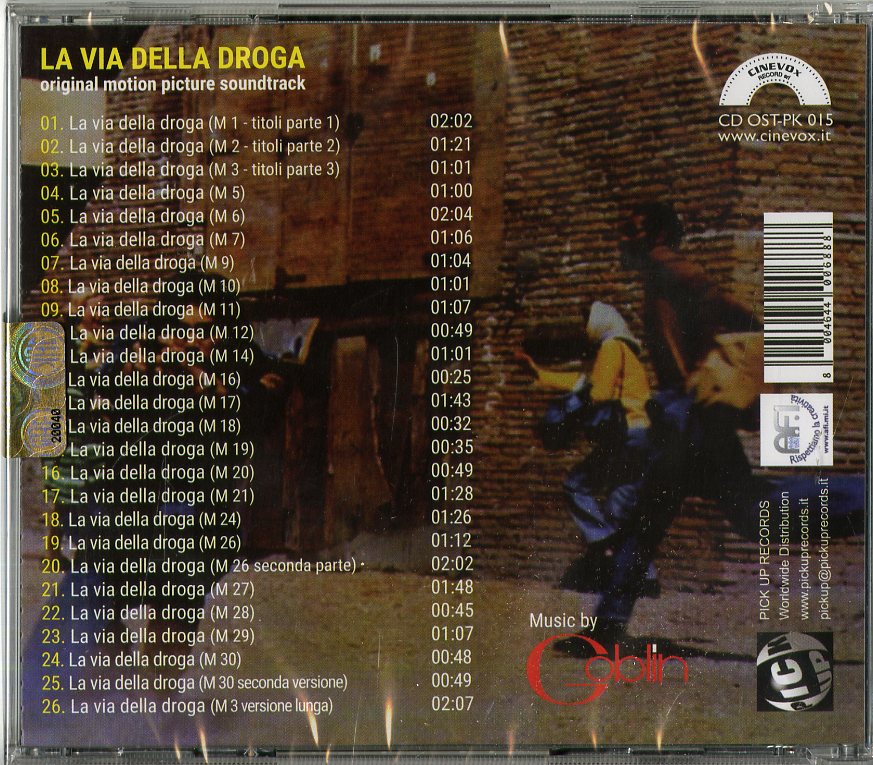 LA VIA DELLA DROGA
original motion picture soundtrack
01. La via della droga (M 1 - titoli parte 1) 02:02
02. La via della droga (M 2 - titoli parte 2) 01:21
03. La via della droga (M 3 - titoli parte 3) 01:01
04. La via della droga (M 5) 01:00
05. La via della droga (M 6) 02:04
06. La via della droga (M 7) 01:06
07. La via della droga (M 9) 01:04
08. La via della droga (M 10) 01:01
09. La via della droga (M 11) 01:07
La via della droga (M 12) 00:49
La via della droga (M 14) 01:01
La via della droga (M 16) 00:25
La via della droga (M 17) 01:43
La via della droga (M 18) 00:32
La via della droga (M 19) 00:35
16. La via della droga (M 20) 00:49
17. La via della droga (M 21) 01:28
18. La via della droga (M 24) 01:26
19. La via della droga (M 26) 01:12
20. La via della droga (M 26 seconda parte) 02:02
21. La via della droga (M 27) 01:48
22. La via della droga (M 28) 00:45
23. La via della droga (M 29) 01:07
24. La via della droga (M 30) 00:48
25. La via della droga (M 30 seconda versione) 00:49
26. La via della droga (M 3 versione lunga) 02:07
CINEVOX
RECORD srl
CD OST-PK 015
www.cinevox.it
8 004644 006888
AFI
Rispettiamo la creatività
www.afi.mi.it
PICK UP RECORDS
Worldwide Distribution
www.pickuprecords.it
pickup@pickuprecords.it
PICK UP
M
Music by
Goblin